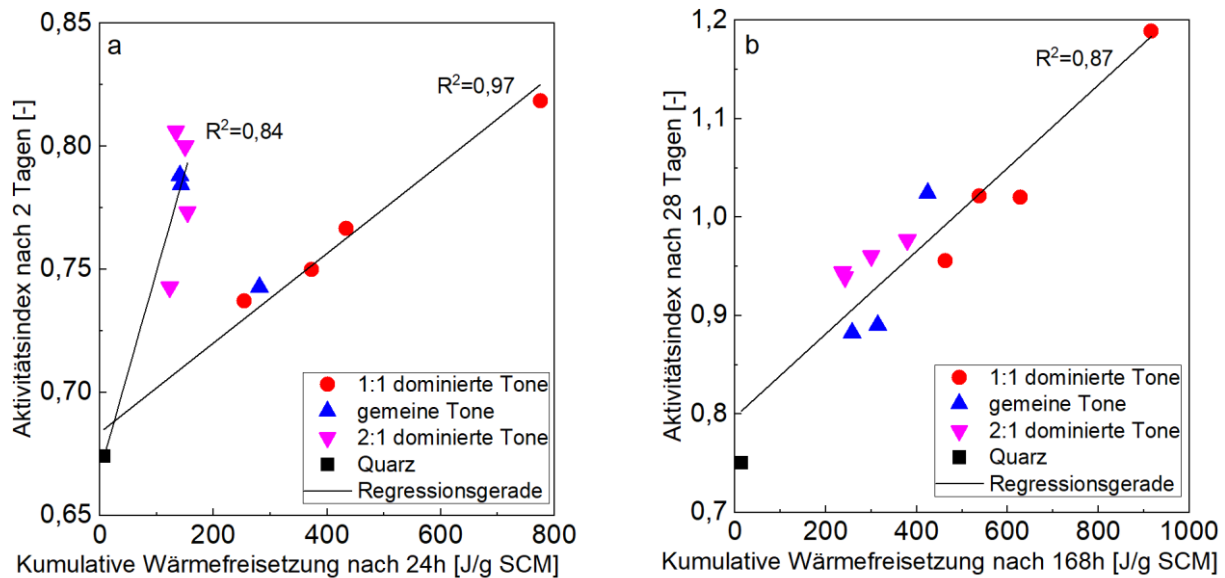 a
Aktivitätsindex nach 2 Tagen [-]
0,85
0,80
0,75
0,70
0,65
R²=0,84
R²=0,97
1:1 dominierte Tone
gemeine Tone
2:1 dominierte Tone
Quarz
Regressionsgerade
0 200 400 600 800
Kumulative Wärmefreisetzung nach 24h [J/g SCM]
b
Aktivitätsindex nach 28 Tagen [-]
1,2
1,1
1,0
0,9
0,8
0,7
R²=0,87
1:1 dominierte Tone
gemeine Tone
2:1 dominierte Tone
Quarz
Regressionsgerade
0 200 400 600 800 1000
Kumulative Wärmefreisetzung nach 168h [J/g SCM]